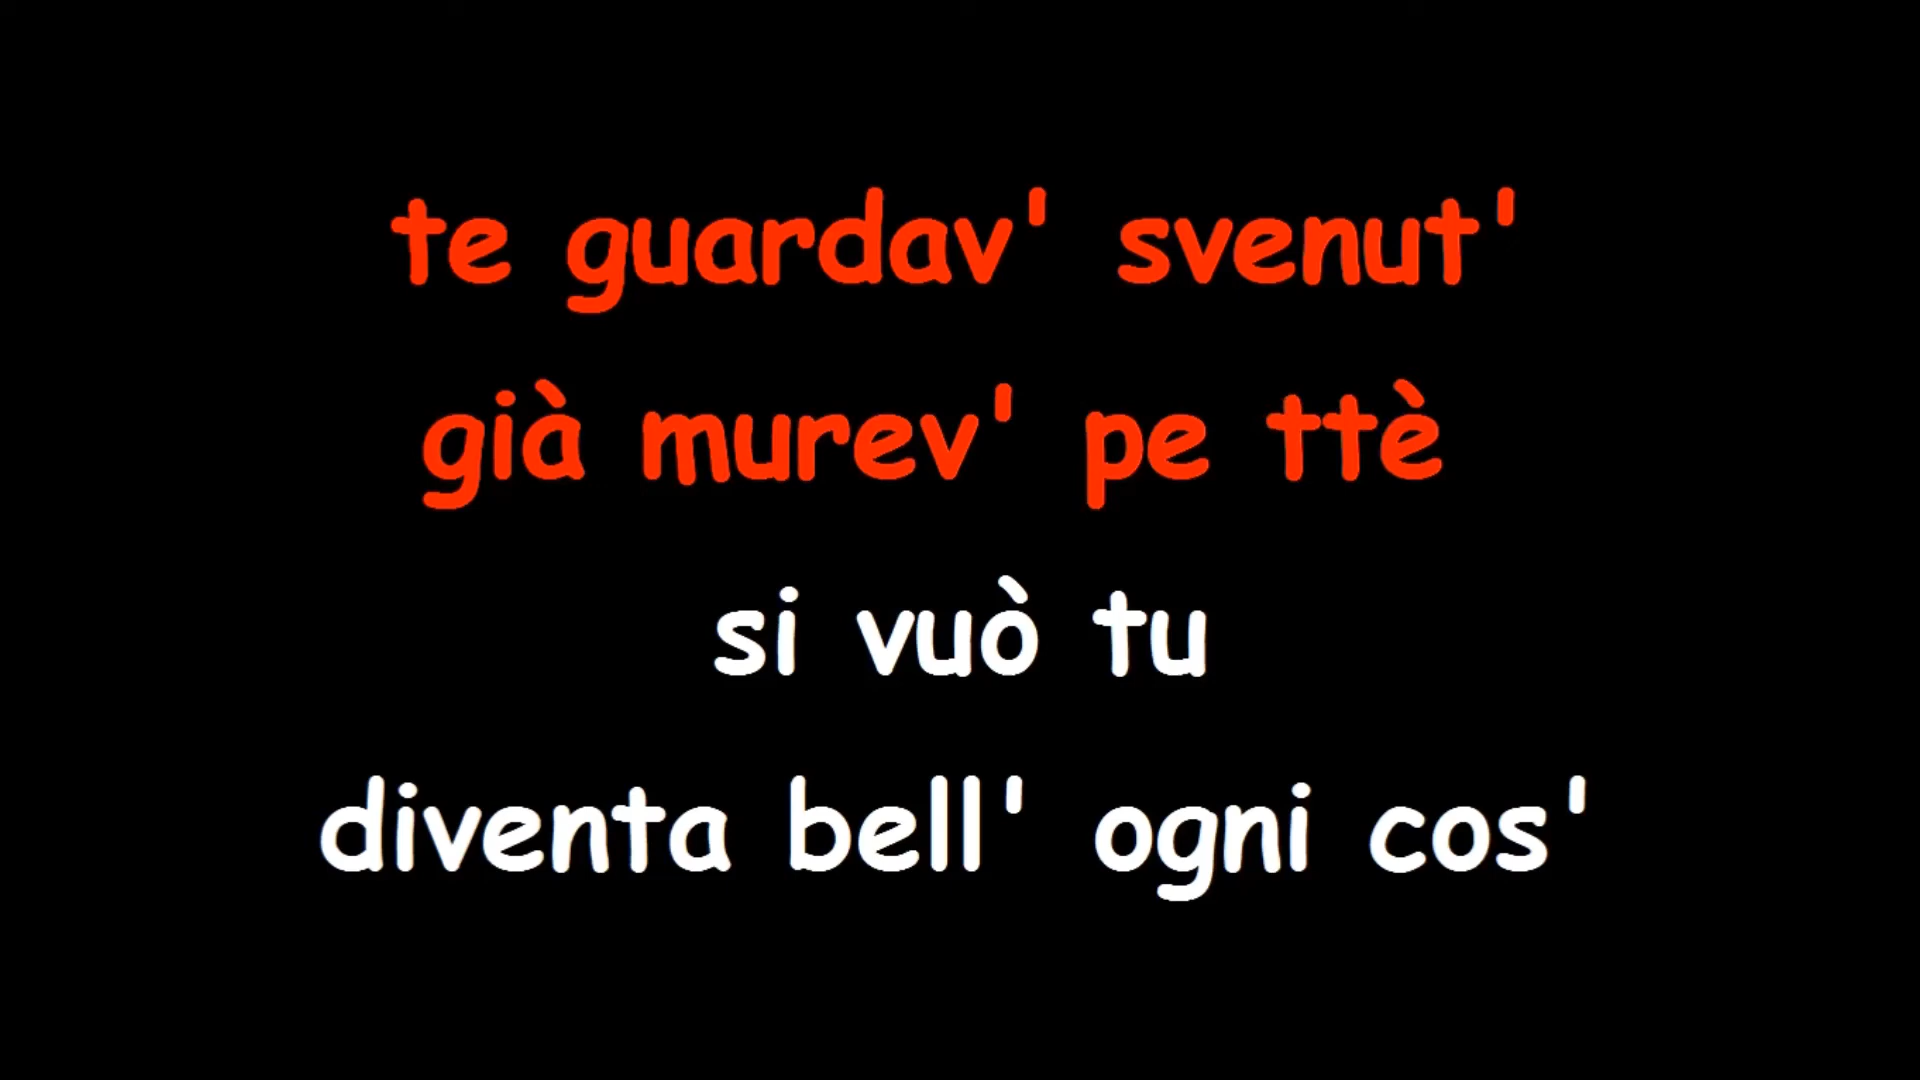 te guardav' svenut'
già murev' pe ttè
si vuò tu
diventa bell' ogni cos'